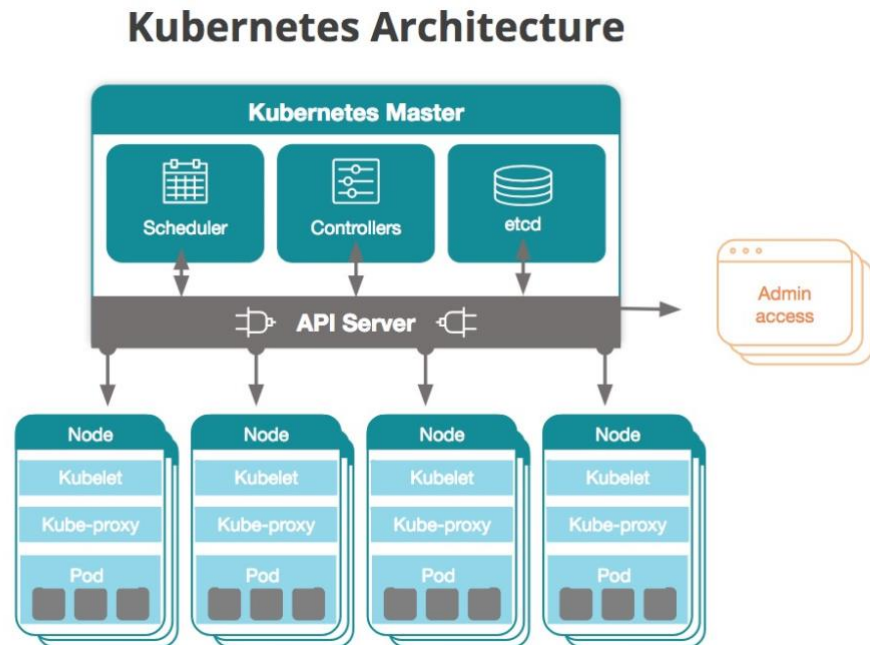 Kubernetes Architecture
Kubernetes Master
Scheduler
Controllers
etcd
API Server
Admin
access
Node
Kubelet
Kube-proxy
Pod
Node
Kubelet
Kube-proxy
Pod
Node
Kubelet
Kube-proxy
Pod
Node
Kubelet
Kube-proxy
Pod